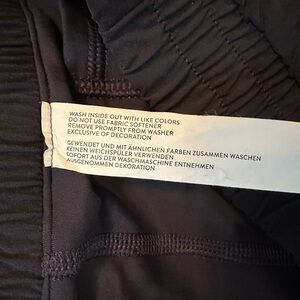 WASH INSIDE OUT WITH LIKE COLORS
DO NOT USE FABRIC SOFTENER
REMOVE PROMPTLY FROM WASHER
EXCLUSIVE OF DECORATION
GEWENDET UND MIT ÄHNLICHEN FARBEN ZUSAMMEN WASCHEN
KEINEN WEICHSPÜLER VERWENDEN
SOFORT AUS DER WASCHMASCHINE ENTNEHMEN
AUSGENOMMEN DEKORATION